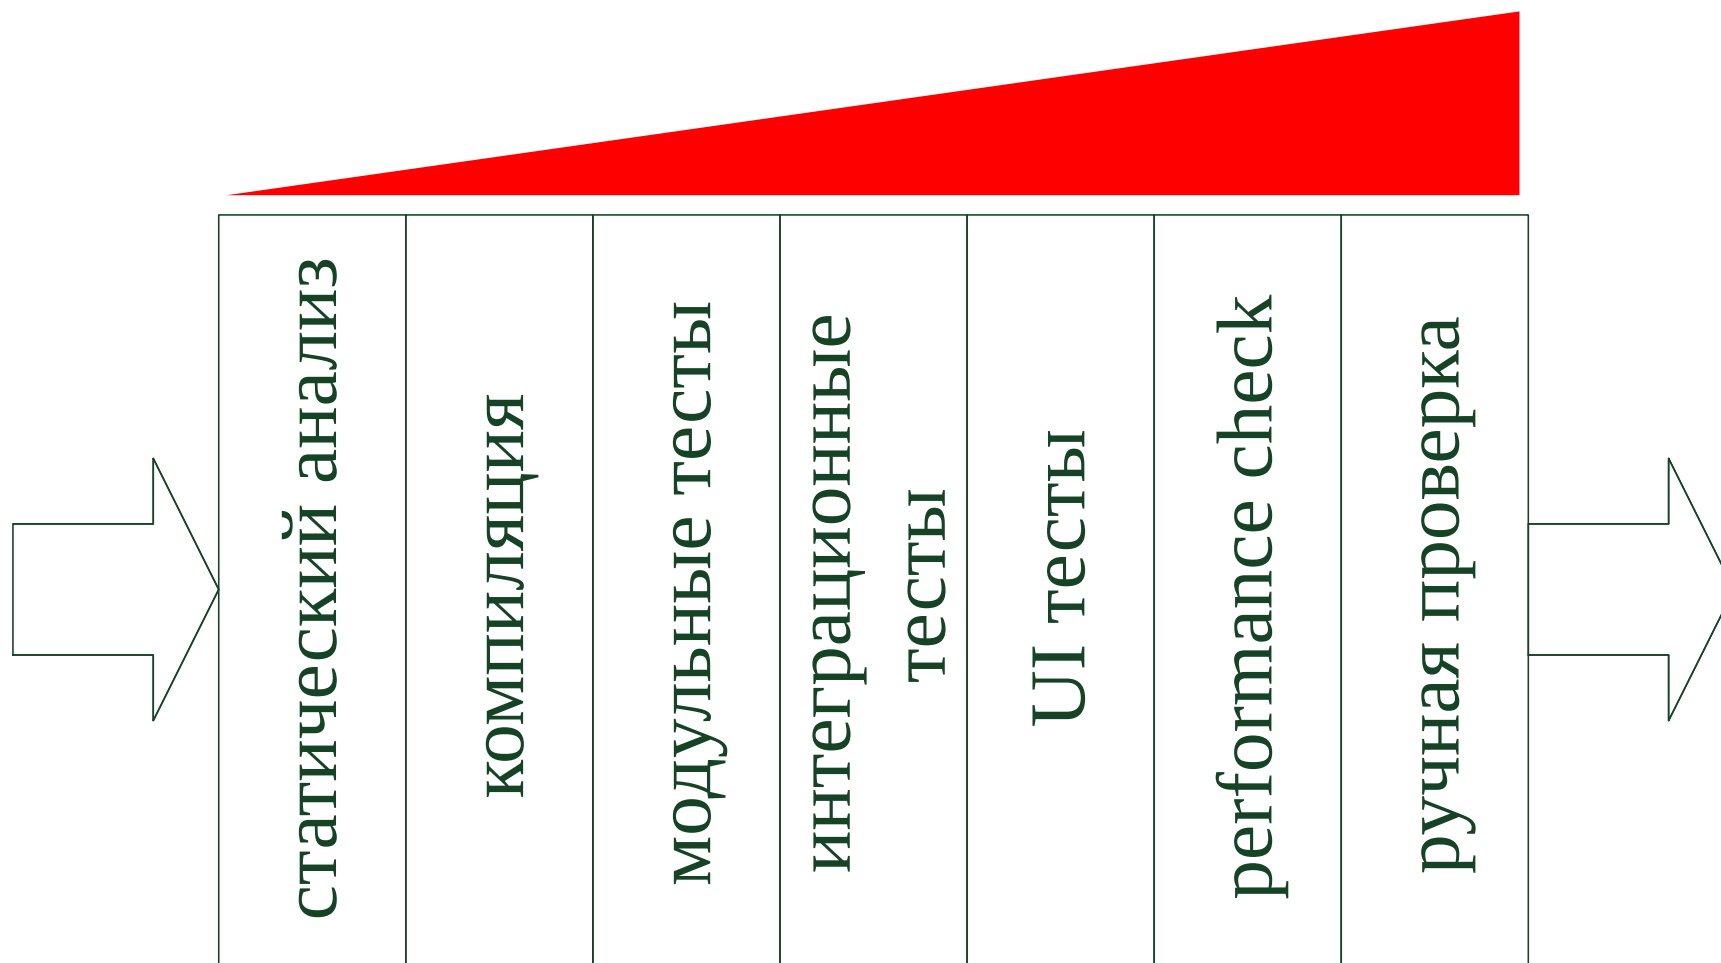 статический анализ
компиляция
модульные тесты
интеграционные
тесты
UI тесты
performance check
ручная проверка